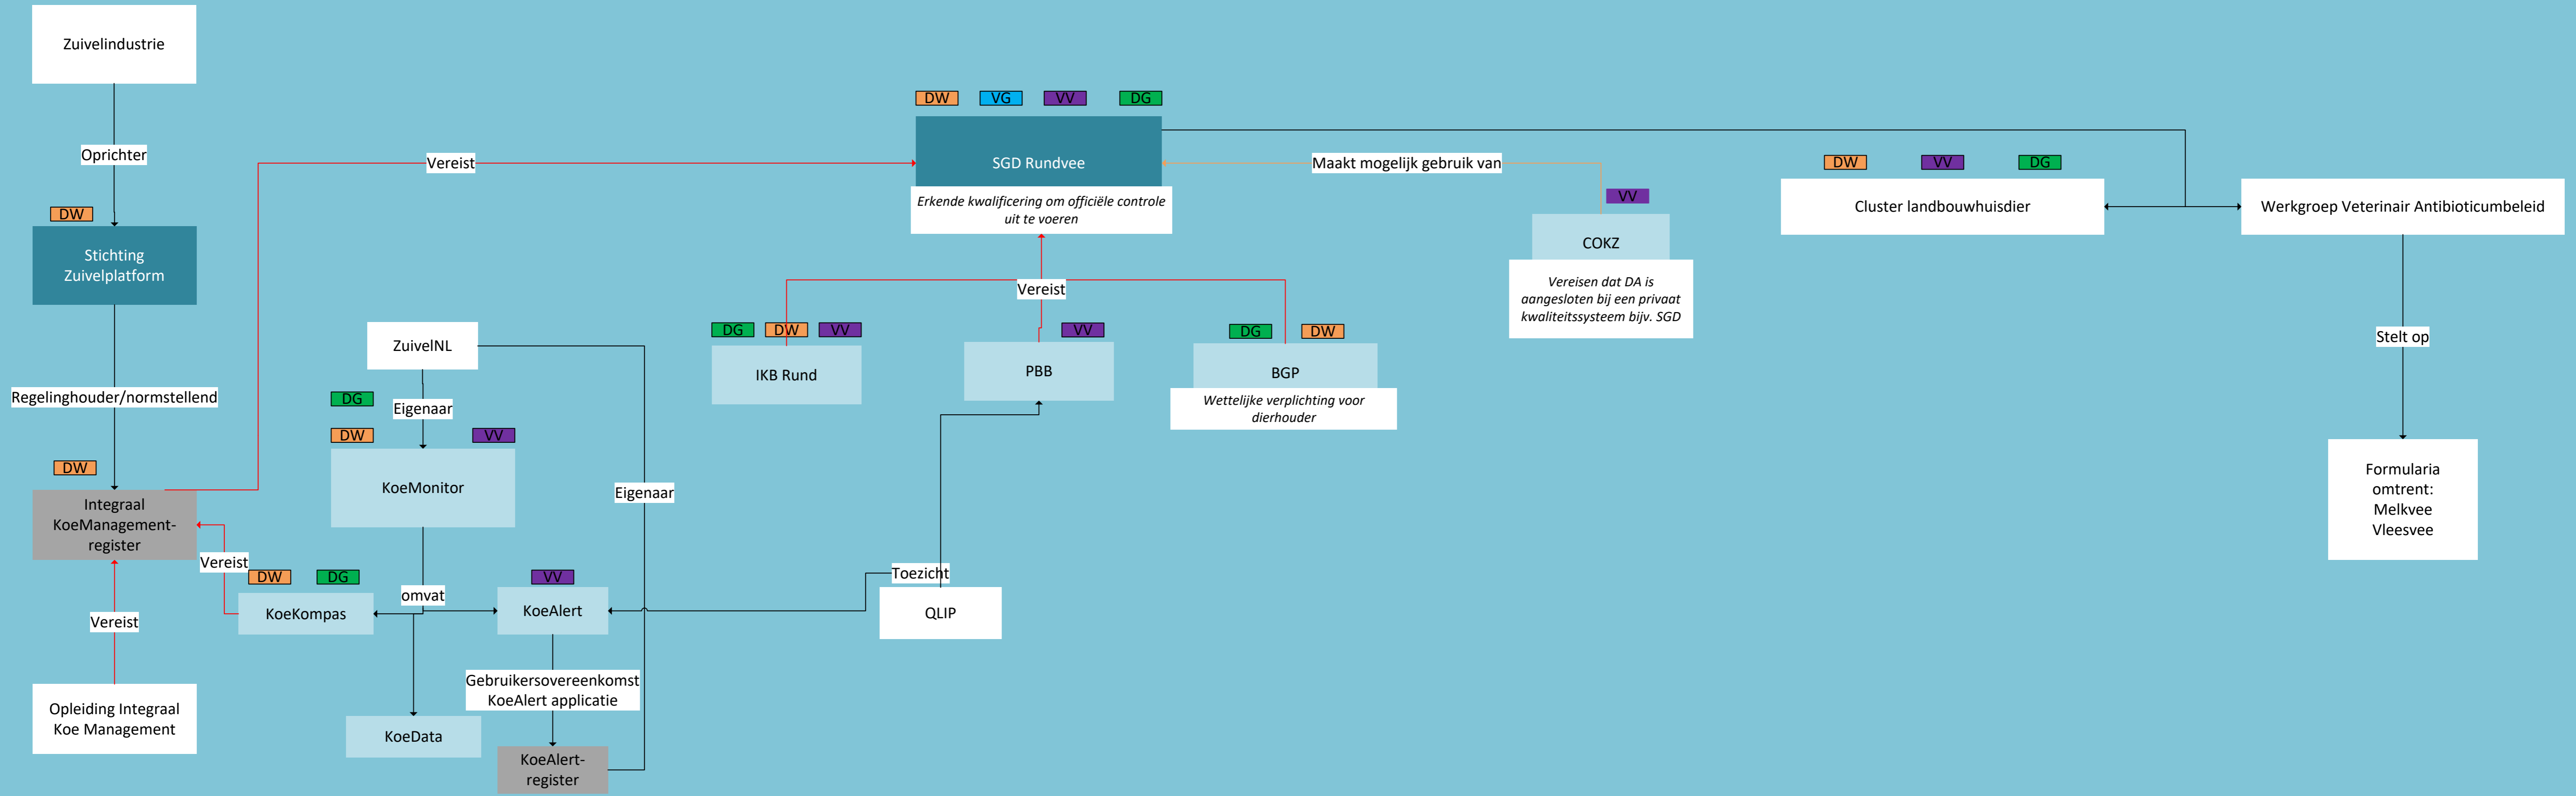 Zuivelindustrie
Oprichter
DW
Stichting
Zuivelplatform
Regelinghouder/normstellend
DW
Integraal
KoeManagement-
register
Vereist
Opleiding Integraal
Koe Management
Vereist
Vereist
ZuivelNL
DG
Eigenaar
DW
VV
KoeMonitor
omvat
DW
DG
KoeKompas
KoeData
VV
KoeAlert
Gebruikersovereenkomst
KoeAlert applicatie
KoeAlert-
register
Eigenaar
DW
VG
VV
DG
SGD Rundvee
Erkende kwalificering om officiële controle
uit te voeren
Vereist
DG
DW
VV
IKB Rund
VV
PBB
DG
DW
BGP
Wettelijke verplichting voor
dierhouder
Toezicht
QLIP
Maakt mogelijk gebruik van
VV
COKZ
Vereisen dat DA is
aangesloten bij een privaat
kwaliteitssysteem bijv. SGD
DW
VV
DG
Cluster landbouwhuisdier
Werkgroep Veterinair Antibioticumbeleid
Stelt op
Formularia
omtrent:
Melkvee
Vleesvee